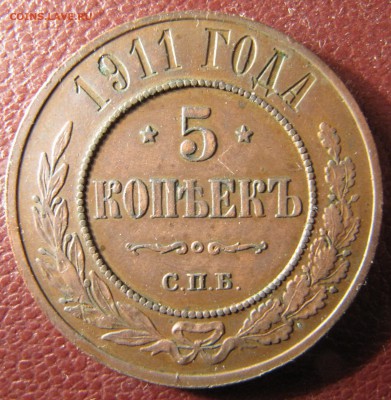 COINS.LAVE.RU
1911 ГОДА
* 5 *
КОПѢЕКЪ
С.П.Б.